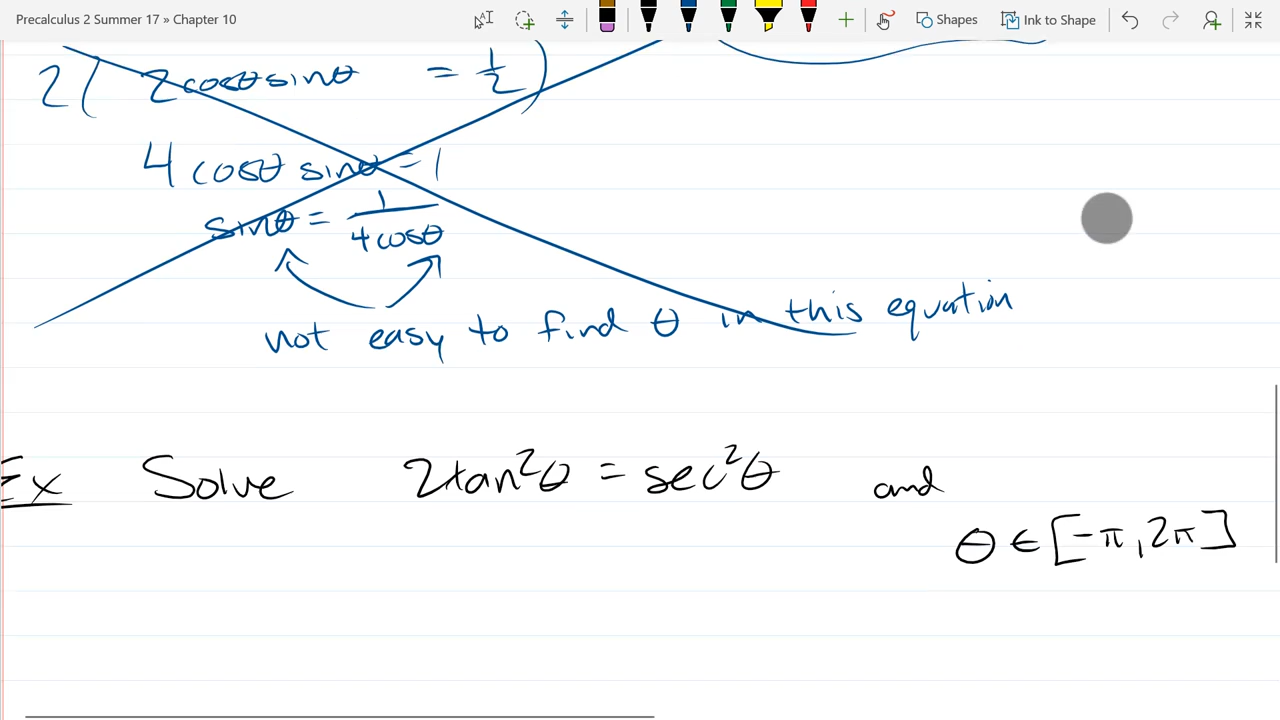 Precalculus 2 Summer 17 » Chapter 10
Shapes
Ink to Shape
2( 2cosθsinθ = 1/2 )
4 cosθ sinθ = 1
sinθ = 1/4cosθ
not easy to find θ in this equation
Ex Solve 2tan²θ = sec²θ and
θ ∈ [-π, 2π]